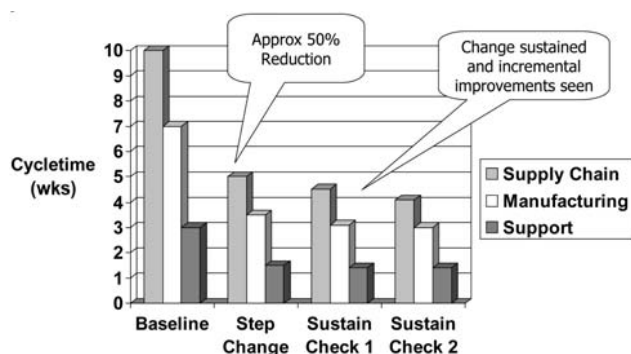 Approx 50%
Reduction
Change sustained
and incremental
improvements seen
Cycletime
(wks)
10
9
8
7
6
5
4
3
2
1
0
Supply Chain
Manufacturing
Support
Baseline
Step
Change
Sustain
Check 1
Sustain
Check 2